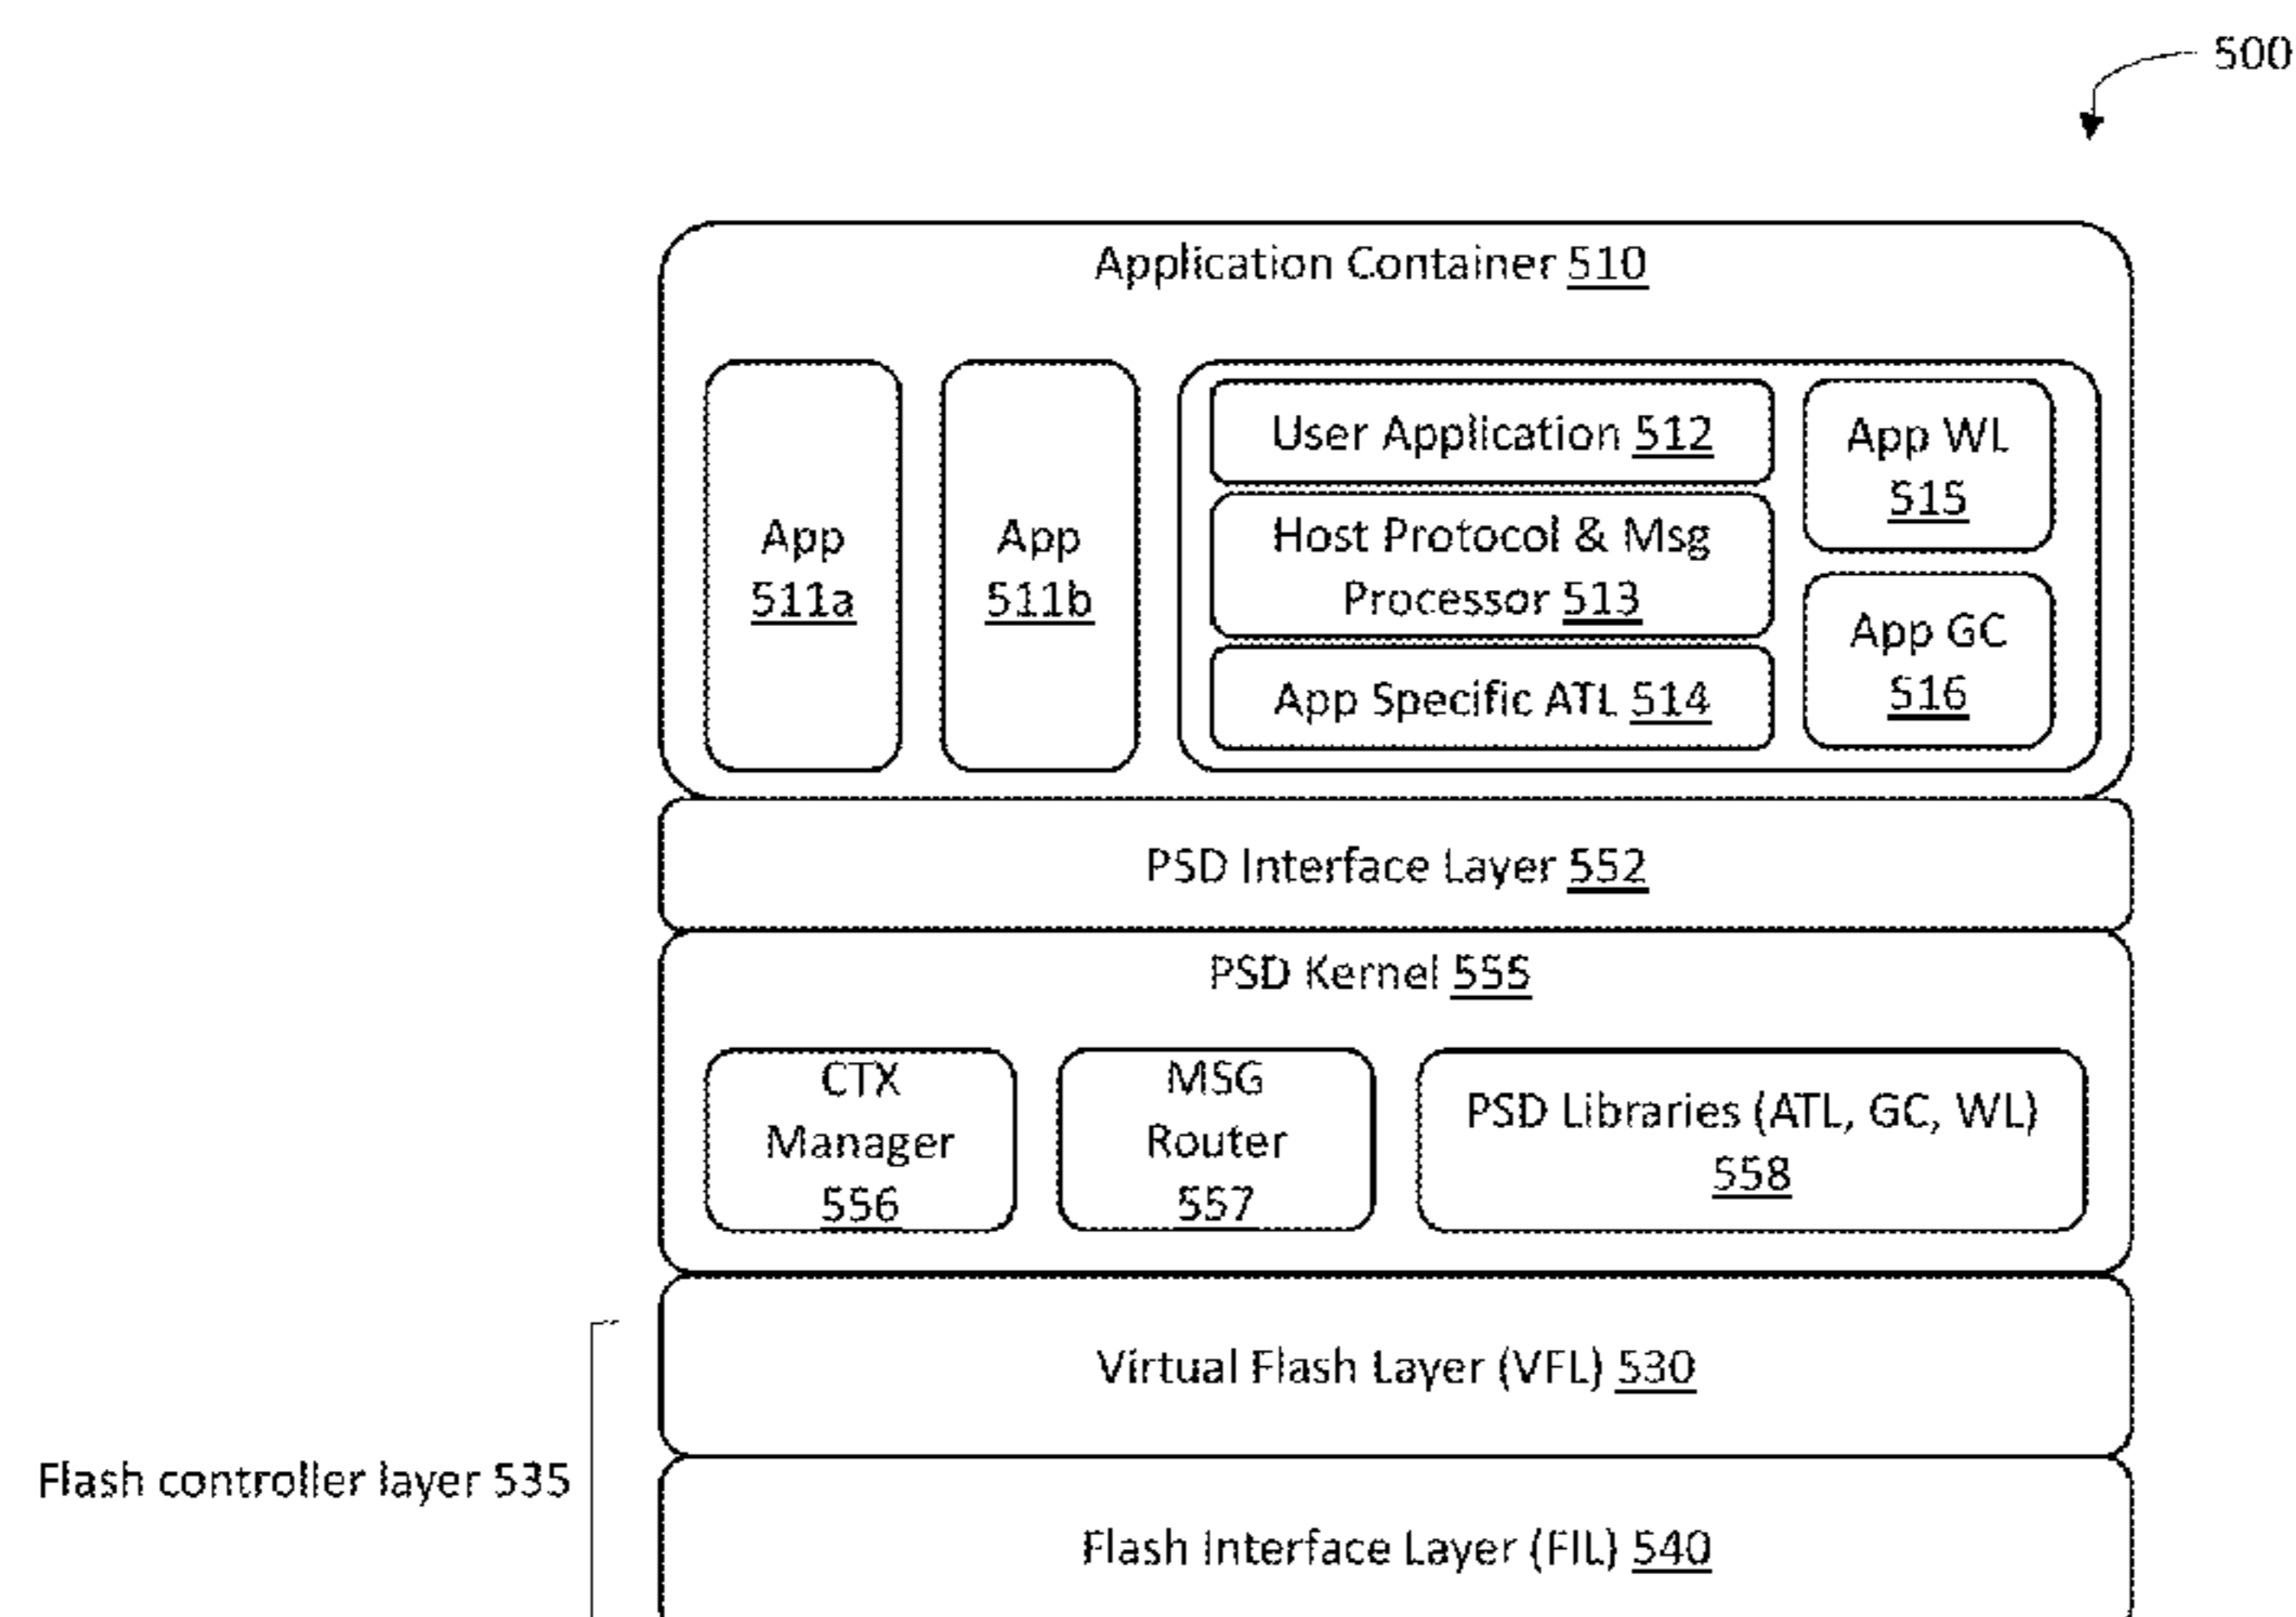 500
Application Container 510
App
511a
App
511b
User Application 512
Host Protocol & Msg
Processor 513
App Specific ATL 514
App WL
515
App GC
516
PSD Interface Layer 552
PSD Kernel 555
CTX
Manager
556
MSG
Router
557
PSD Libraries (ATL, GC, WL)
558
Virtual Flash Layer (VFL) 530
Flash controller layer 535
Flash Interface Layer (FIL) 540